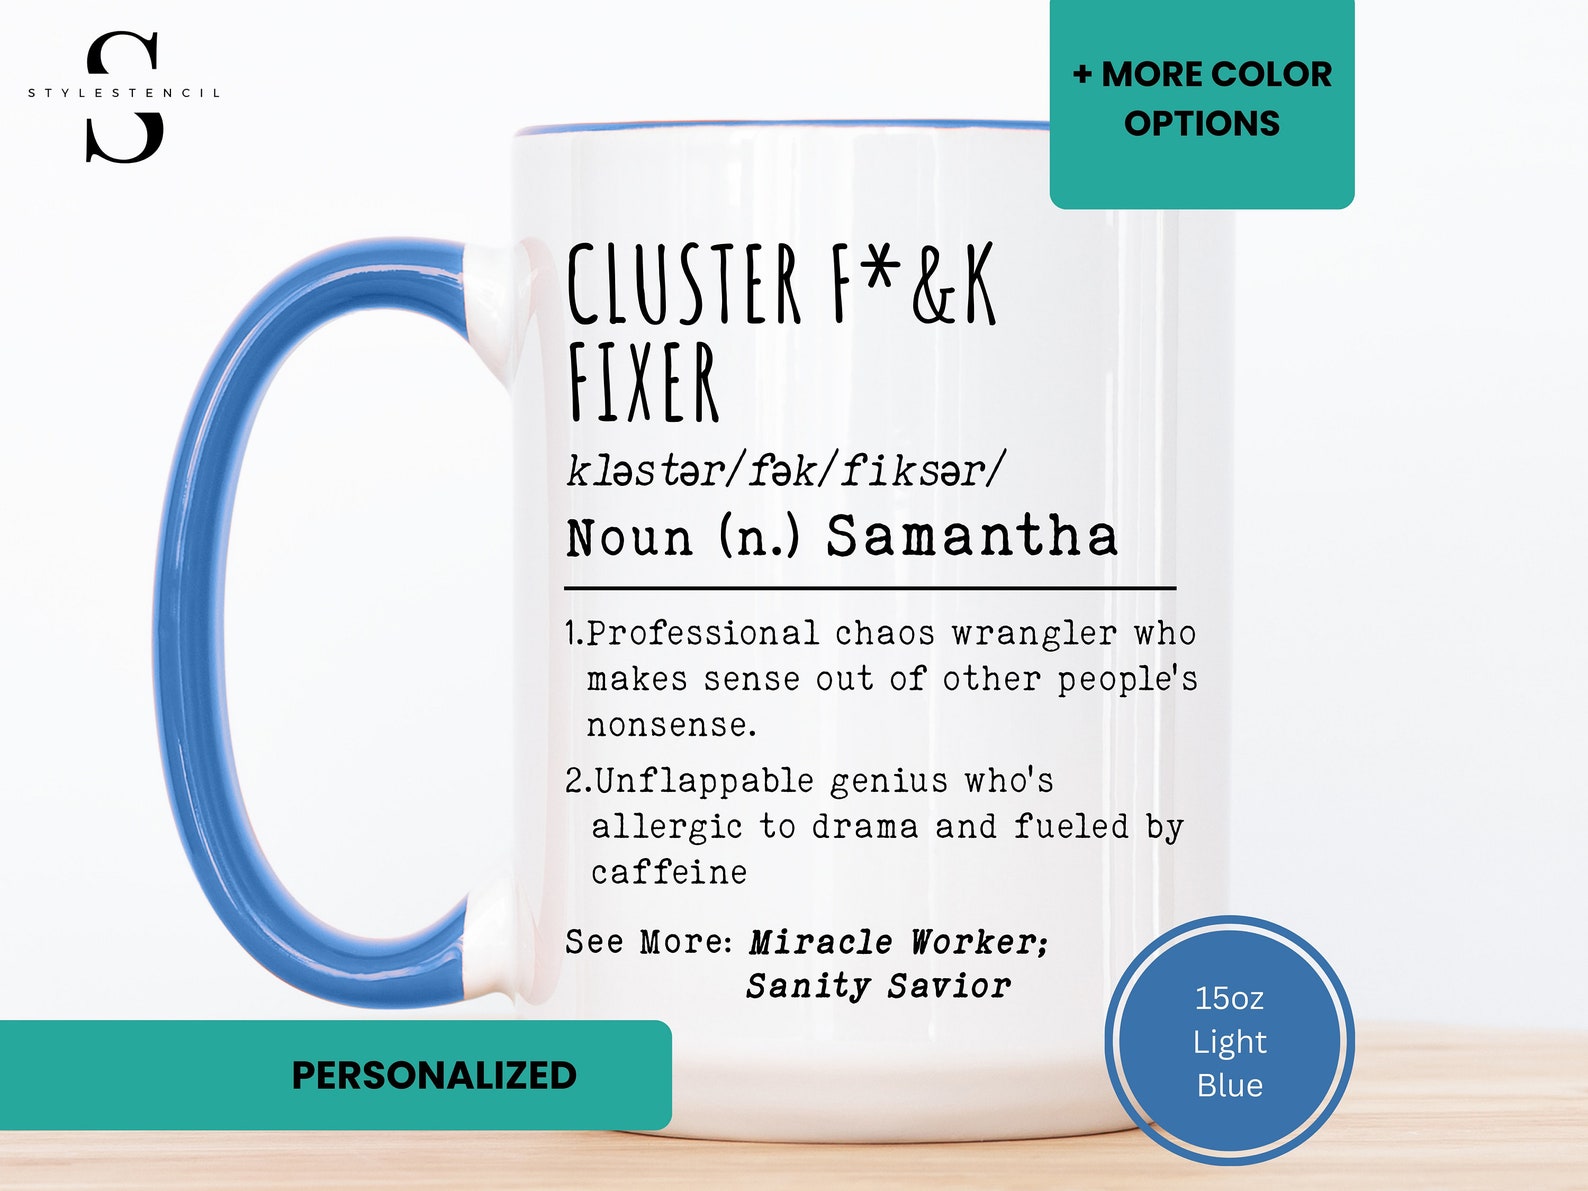 STYLESTENCIL
+ MORE COLOR
OPTIONS
CLUSTER F*&K
FIXER
kləstər/fək/fiksər/
Noun (n.) Samantha
1.Professional chaos wrangler who
makes sense out of other people's
nonsense.
2.Unflappable genius who's
allergic to drama and fueled by
caffeine
See More: Miracle Worker;
Sanity Savior
PERSONALIZED
15oz
Light
Blue